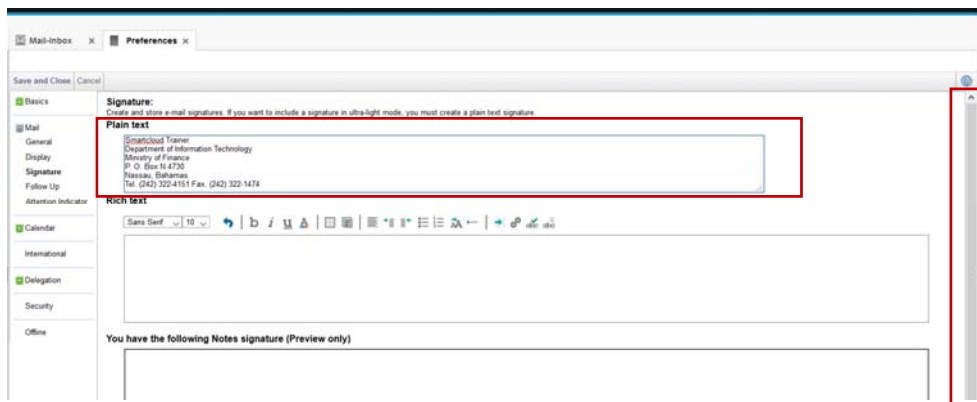 Mail-Inbox x Preferences x
Save and Close Cancel
Basics
Mail
General
Display
Signature
Follow Up
Attention Indicator
Calendar
International
Delegation
Security
Offline
Signature:
Create and store e-mail signatures. If you want to include a signature in ultra-light mode, you must create a plain text signature.
Plain text
Smartcloud Trainer
Department of Information Technology
Ministry of Finance
P. O. Box N 4730
Nassau, Bahamas
Tel. (242) 322-4151 Fax. (242) 322-1474
Rich text
Sans Serif 10 b i u A
You have the following Notes signature (Preview only)